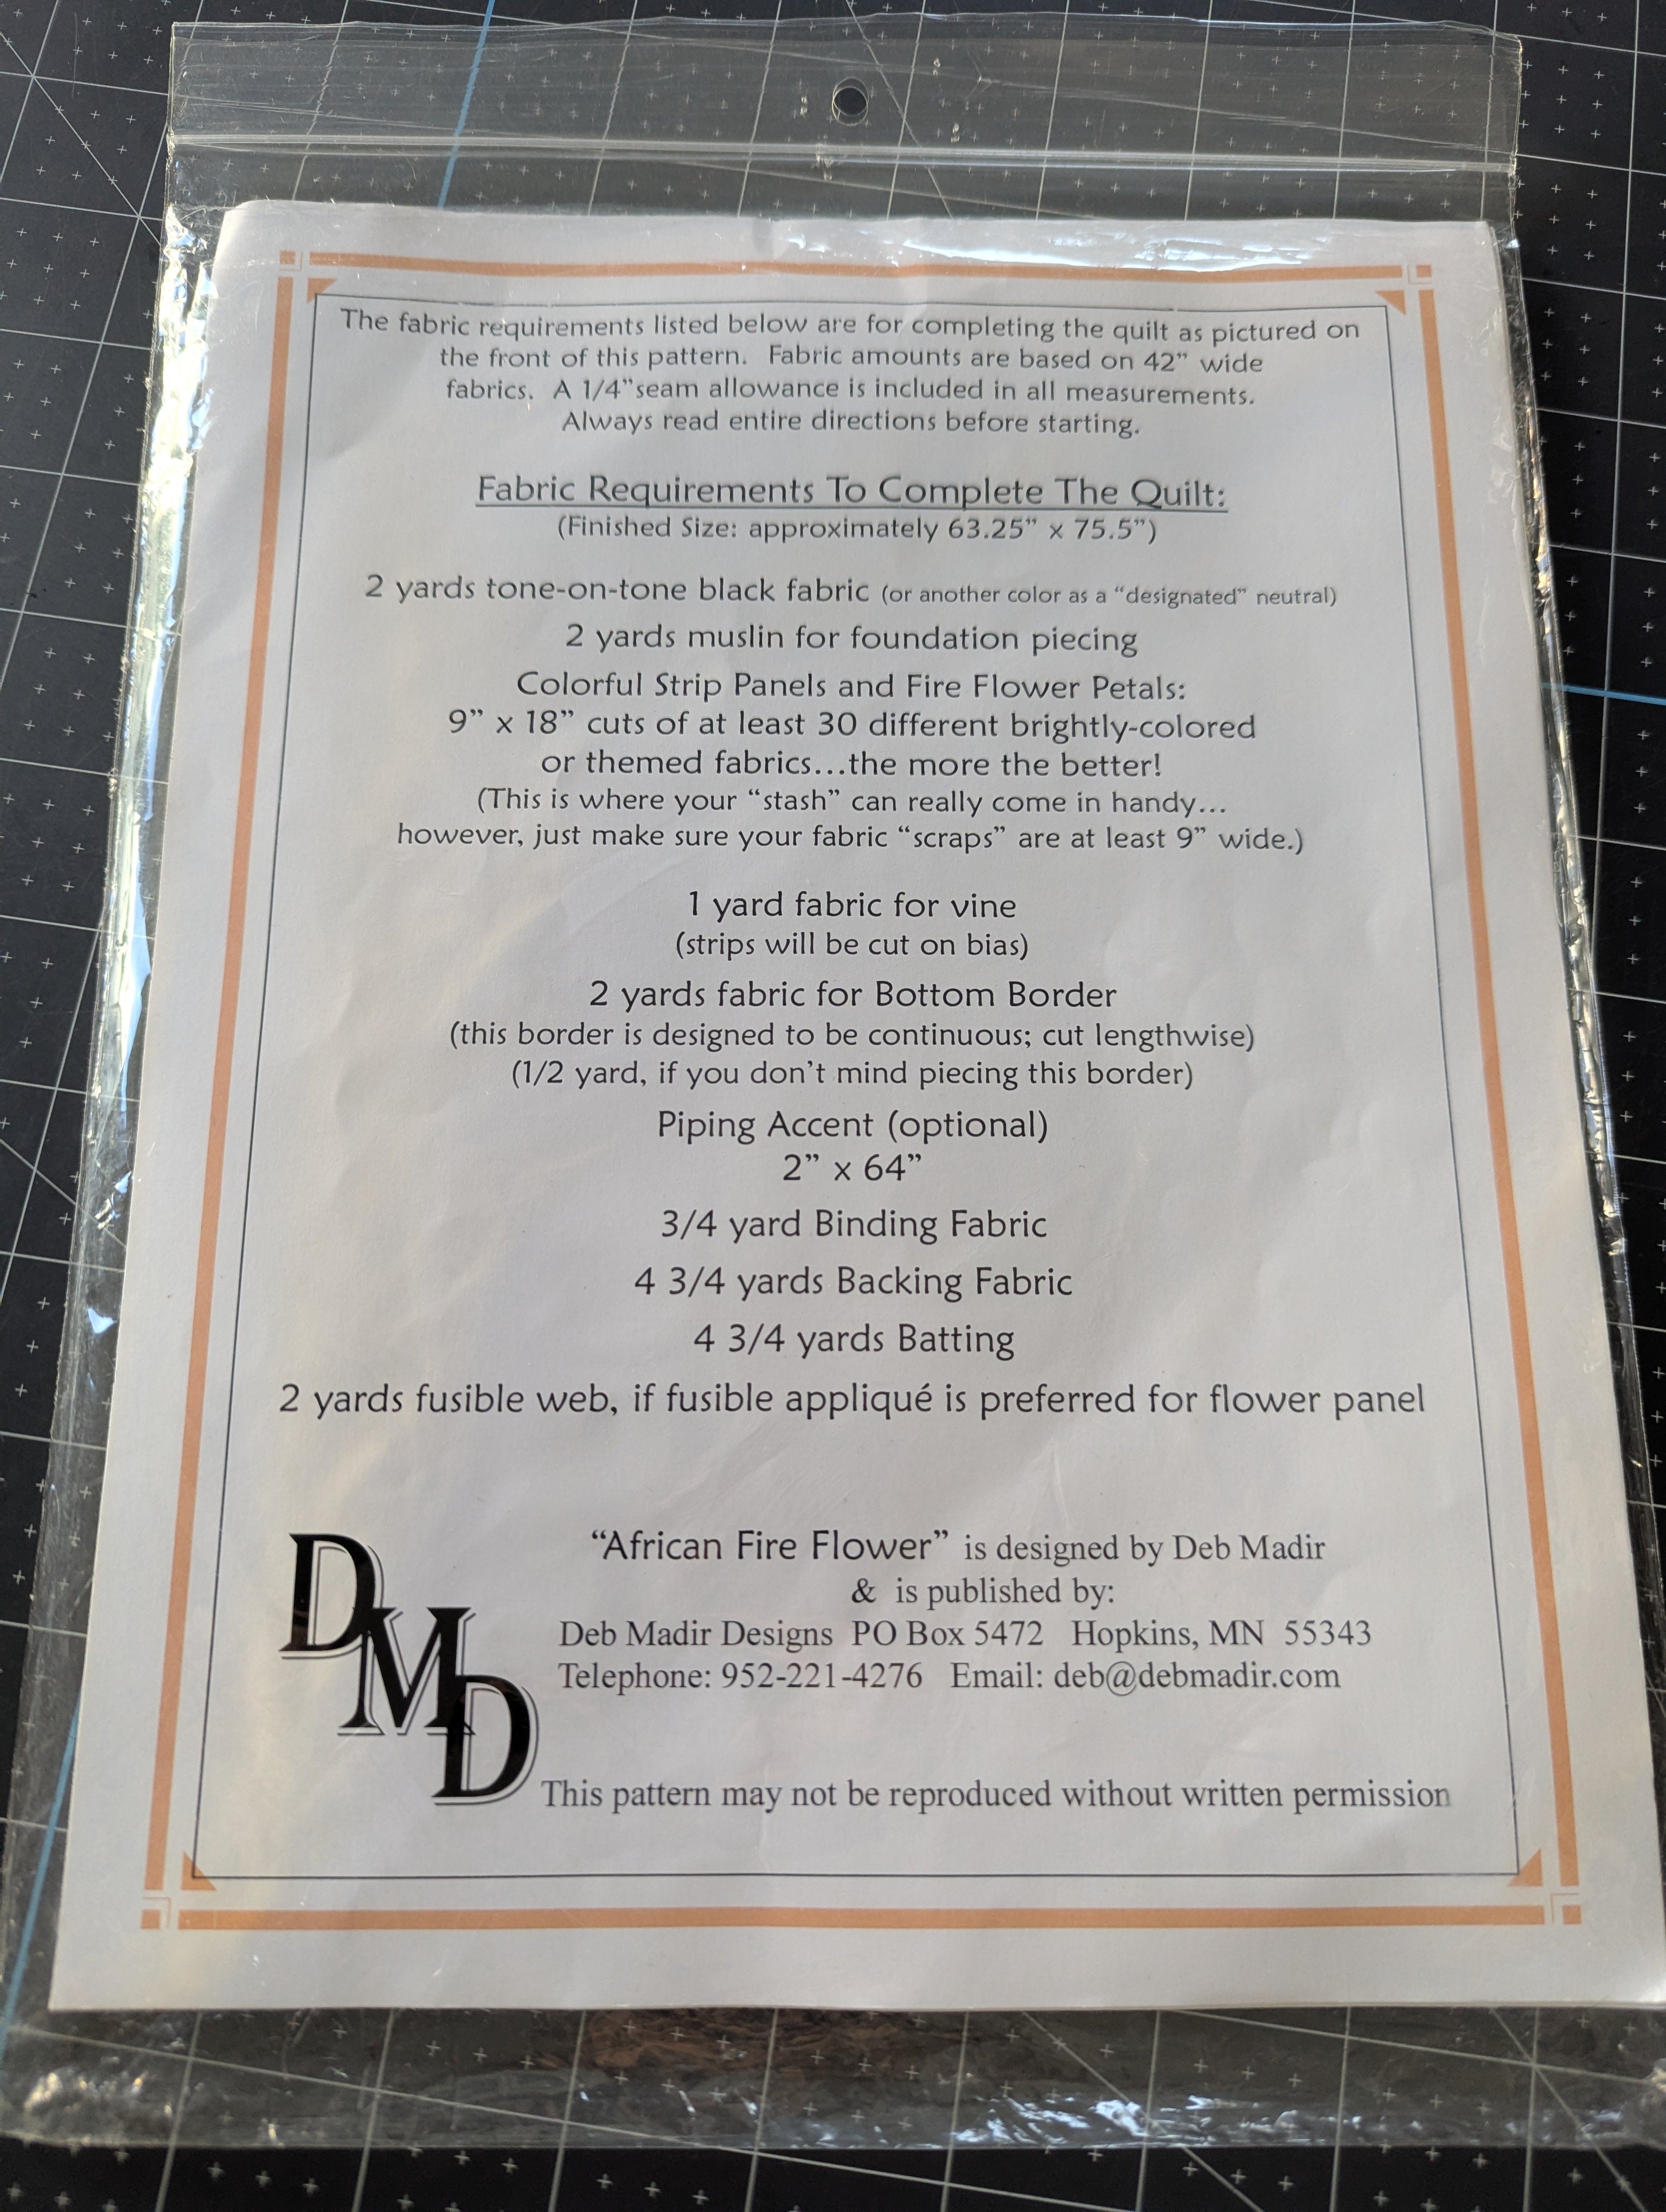 The fabric requirements listed below are for completing the quilt as pictured on
the front of this pattern.  Fabric amounts are based on 42” wide
fabrics.  A 1/4”seam allowance is included in all measurements.
Always read entire directions before starting.
Fabric Requirements To Complete The Quilt:
(Finished Size: approximately 63.25” x 75.5”)
2 yards tone-on-tone black fabric (or another color as a “designated” neutral)
2 yards muslin for foundation piecing
Colorful Strip Panels and Fire Flower Petals:
9” x 18” cuts of at least 30 different brightly-colored
or themed fabrics...the more the better!
(This is where your “stash” can really come in handy...
however, just make sure your fabric “scraps” are at least 9” wide.)
1 yard fabric for vine
(strips will be cut on bias)
2 yards fabric for Bottom Border
(this border is designed to be continuous; cut lengthwise)
(1/2 yard, if you don’t mind piecing this border)
Piping Accent (optional)
2” x 64”
3/4 yard Binding Fabric
4 3/4 yards Backing Fabric
4 3/4 yards Batting
2 yards fusible web, if fusible appliqué is preferred for flower panel
DMD
“African Fire Flower” is designed by Deb Madir
&  is published by:
Deb Madir Designs  PO Box 5472   Hopkins, MN  55343
Telephone: 952-221-4276   Email: deb@debmadir.com
This pattern may not be reproduced without written permission